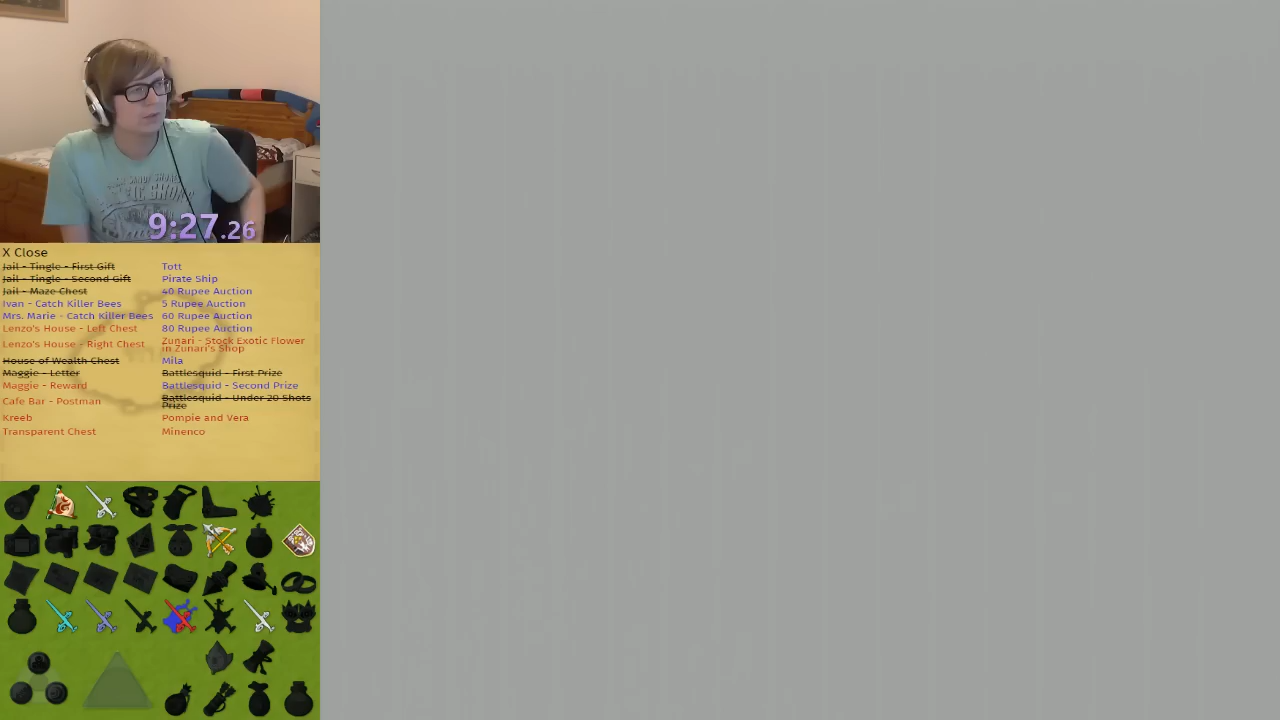 9:27.26
X Close
Jail - Tingle - First Gift
Jail - Tingle - Second Gift
Jail - Maze Chest
Ivan - Catch Killer Bees
Mrs. Marie - Catch Killer Bees
Lenzo's House - Left Chest
Lenzo's House - Right Chest
House of Wealth Chest
Maggie - Letter
Maggie - Reward
Cafe Bar - Postman
Kreeb
Transparent Chest
Tott
Pirate Ship
40 Rupee Auction
5 Rupee Auction
60 Rupee Auction
80 Rupee Auction
Zunari - Stock Exotic Flower
in Zunari's Shop
Mila
Battlesquid - First Prize
Battlesquid - Second Prize
Battlesquid - Under 20 Shots
Prize
Pompie and Vera
Minenco